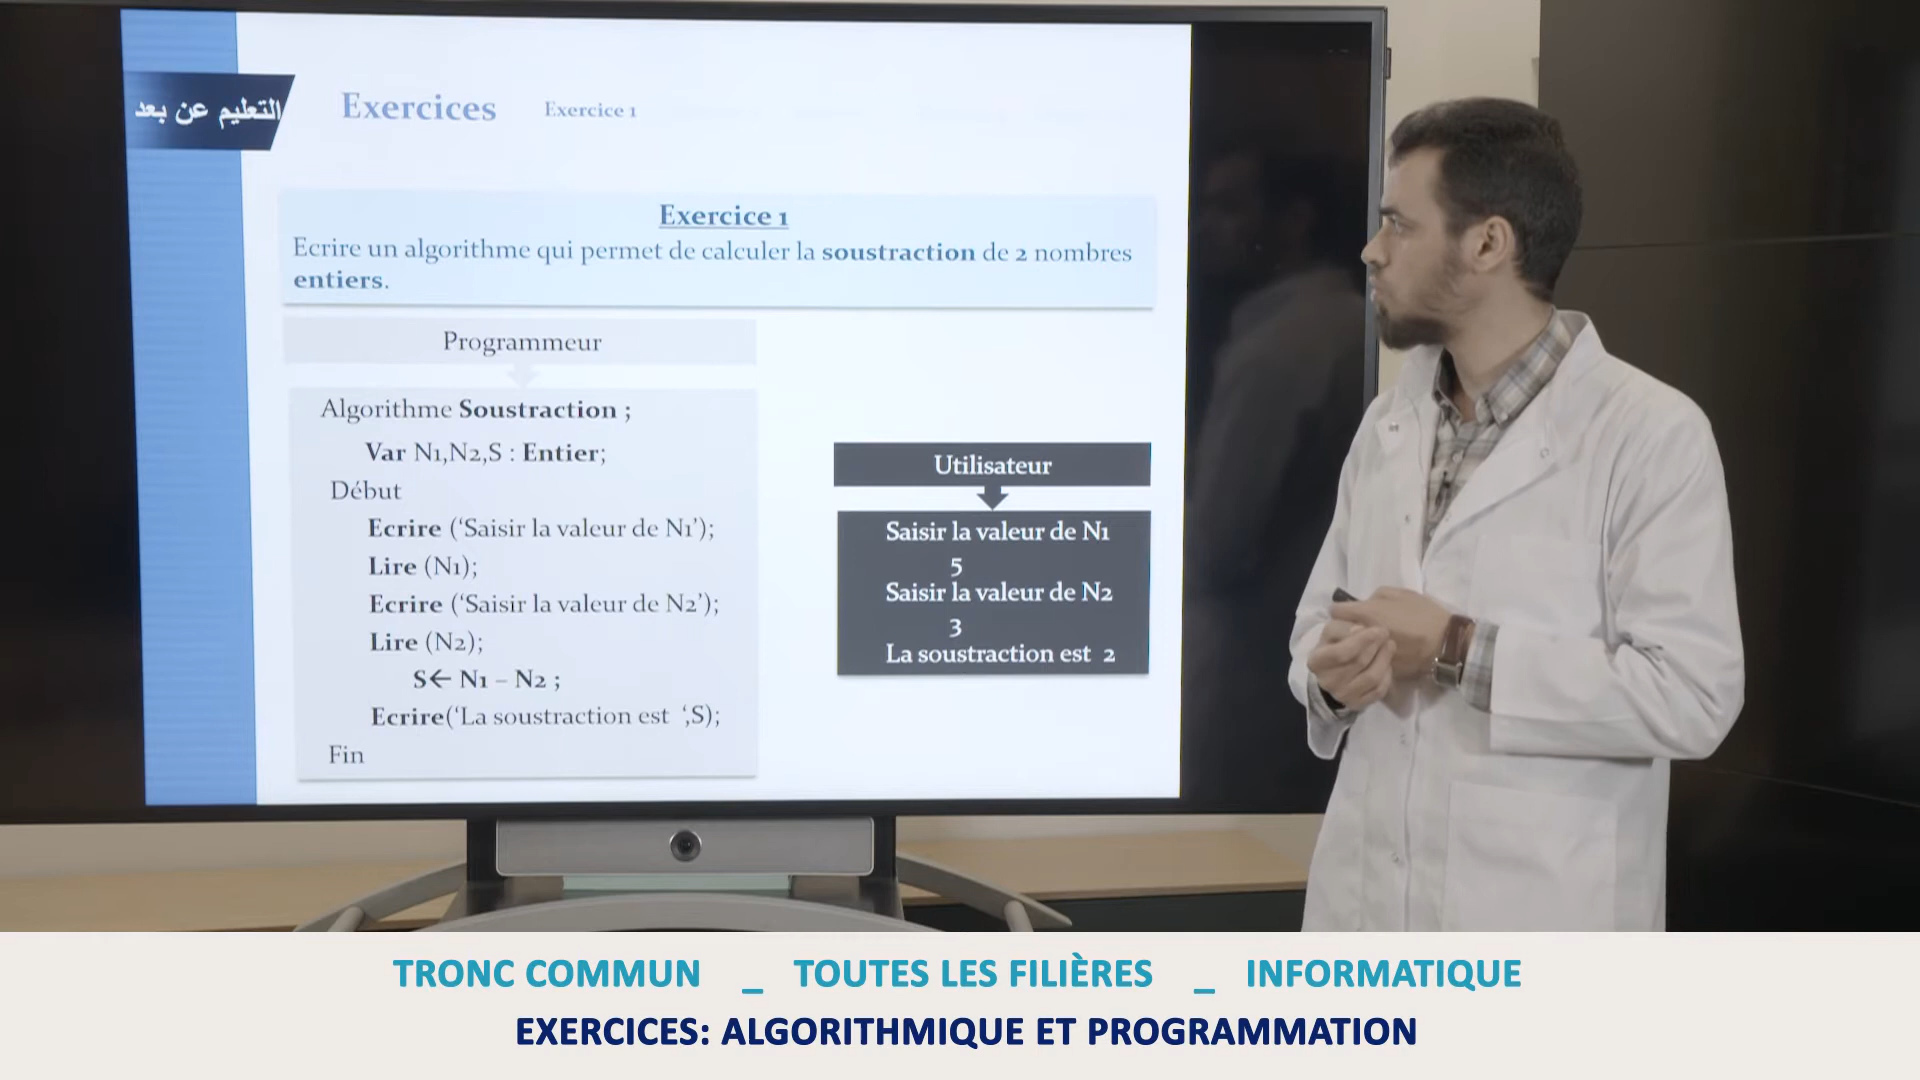 التعليم عن بعد
Exercices Exercice 1
Exercice 1
Ecrire un algorithme qui permet de calculer la soustraction de 2 nombres
entiers.
Programmeur
Algorithme Soustraction ;
Var N1,N2,S : Entier;
Début
Ecrire (‘Saisir la valeur de N1’);
Lire (N1);
Ecrire (‘Saisir la valeur de N2’);
Lire (N2);
S← N1 – N2 ;
Ecrire(‘La soustraction est ‘,S);
Fin
Utilisateur
Saisir la valeur de N1
5
Saisir la valeur de N2
3
La soustraction est 2
TRONC COMMUN _ TOUTES LES FILIÈRES _ INFORMATIQUE
EXERCICES: ALGORITHMIQUE ET PROGRAMMATION